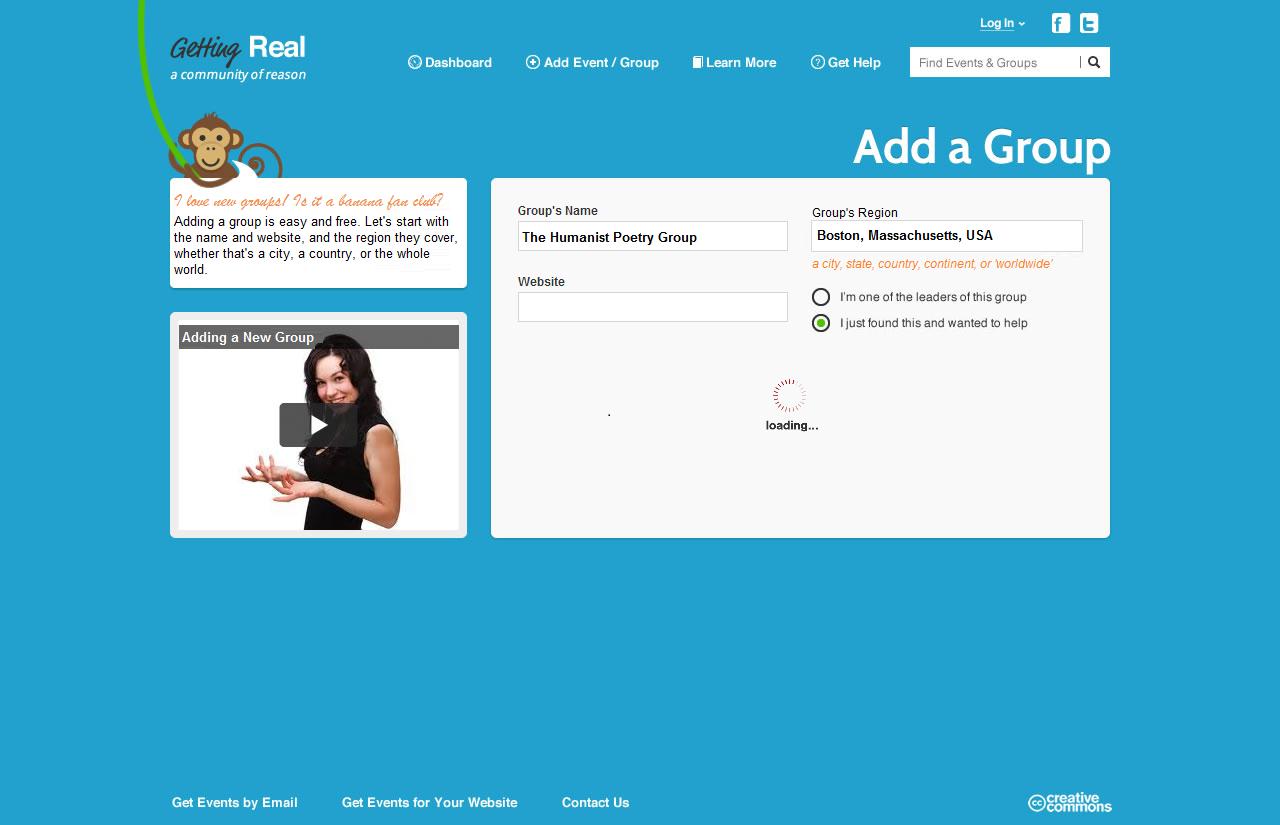 Log In
Getting Real
a community of reason
Dashboard
Add Event / Group
Learn More
Get Help
Find Events & Groups
Add a Group
I love new groups! Is it a banana fan club?
Adding a group is easy and free. Let's start with
the name and website, and the region they cover,
whether that's a city, a country, or the whole
world.
Adding a New Group
Group's Name
The Humanist Poetry Group
Website
Group's Region
Boston, Massachusetts, USA
a city, state, country, continent, or 'worldwide'
I'm one of the leaders of this group
I just found this and wanted to help
.
loading...
Get Events by Email
Get Events for Your Website
Contact Us
cc creative
commons